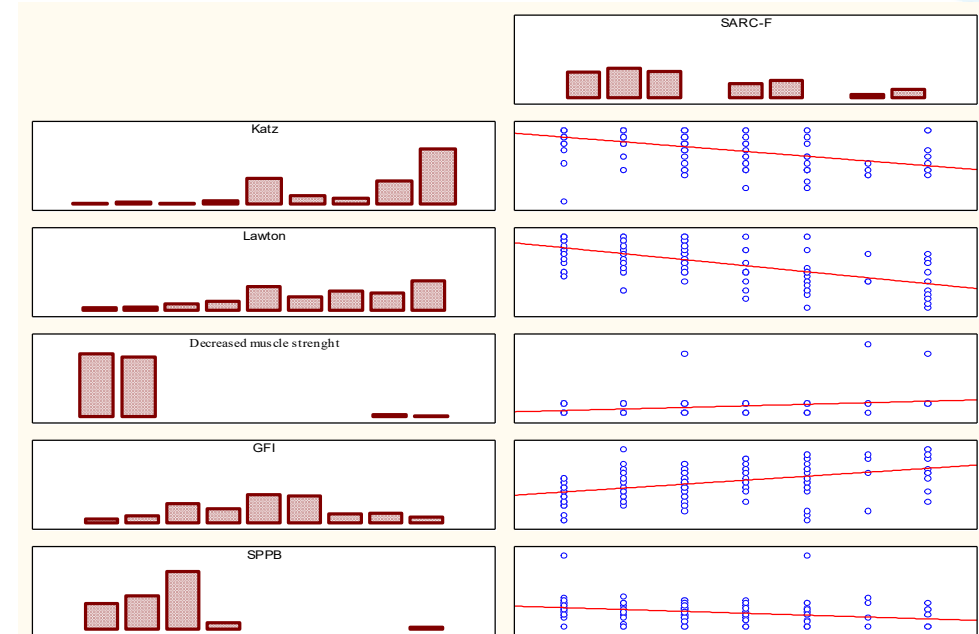 SARC-F
Katz
Lawton
Decreased muscle strenght
GFI
SPPB